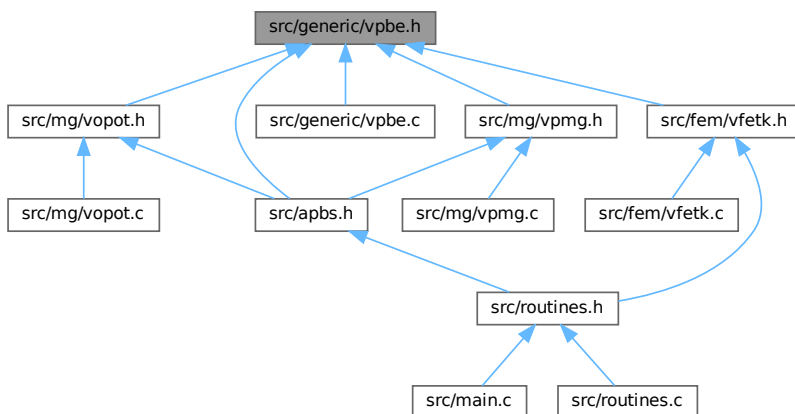 src/generic/vpbe.h
src/mg/vopot.h
src/generic/vpbe.c
src/mg/vpmg.h
src/fem/vfetk.h
src/mg/vopot.c
src/apbs.h
src/mg/vpmg.c
src/fem/vfetk.c
src/routines.h
src/main.c
src/routines.c